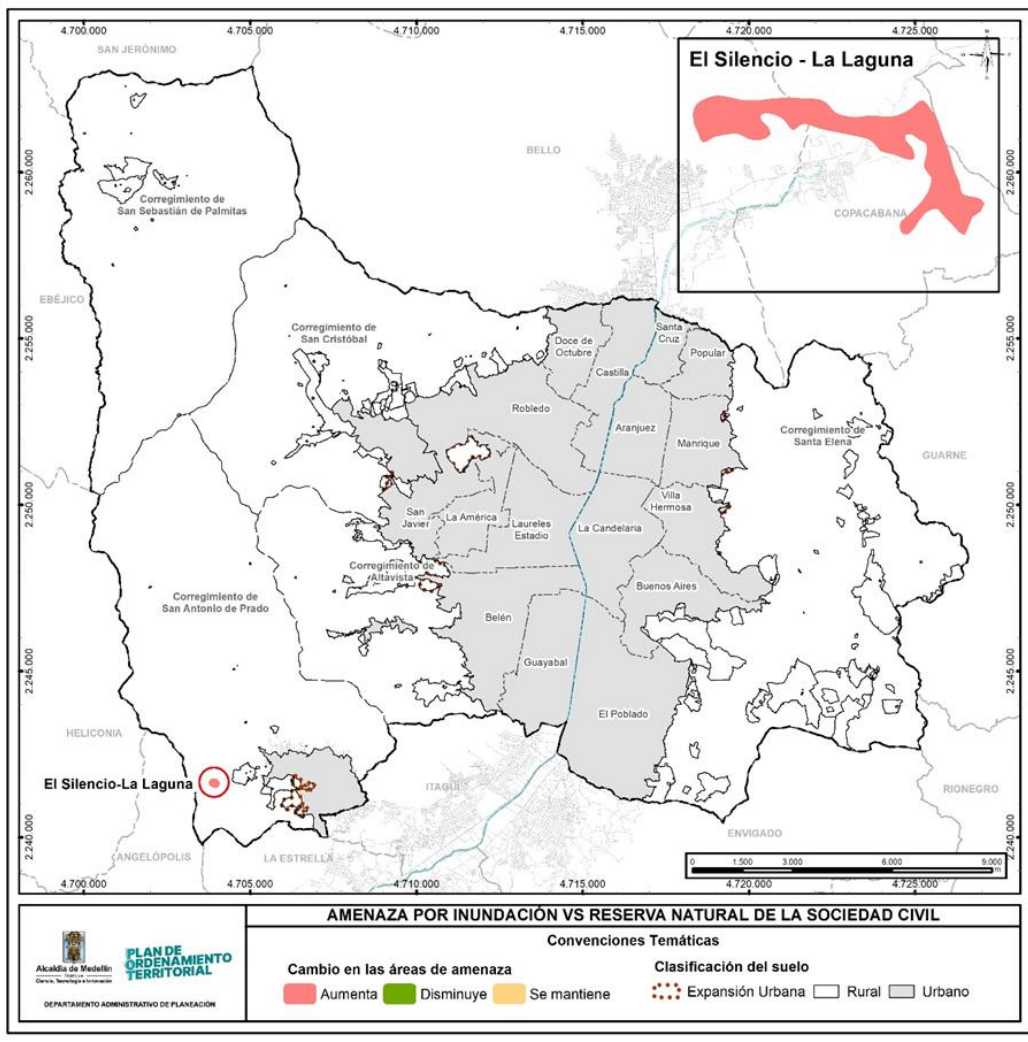 4.700.000 4.705.000 4.710.000 4.715.000 4.720.000 4.725.000
SAN JERÓNIMO
El Silencio - La Laguna
BELLO
2.260.000 2.260.000
Corregimiento de
San Sebastián de Palmitas
COPACABANA
EBÉJICO
2.255.000 2.255.000
Corregimiento de
San Cristóbal
Doce de
Octubre
Santa
Cruz
Popular
Castilla
Robledo
Aranjuez
Manrique
Corregimiento de
Santa Elena
GUARNE
2.250.000 2.250.000
San
Javier
La América
Laureles
Estadio
La Candelaria
Villa
Hermosa
Corregimiento de
Altavista
Buenos Aires
Corregimiento de
San Antonio de Prado
Belén
Guayabal
2.245.000 2.245.000
El Poblado
HELICONIA
El Silencio-La Laguna
ITAGÜÍ
RIONEGRO
2.240.000 2.240.000
ANGELÓPOLIS
LA ESTRELLA
ENVIGADO
0 1.500 3.000 6.000 9.000
m
4.700.000 4.705.000 4.710.000 4.715.000 4.720.000 4.725.000
AMENAZA POR INUNDACIÓN VS RESERVA NATURAL DE LA SOCIEDAD CIVIL
Convenciones Temáticas
Alcaldía de Medellín
Distrito de
Ciencia, Tecnología e Innovación
PLAN DE
ORDENAMIENTO
TERRITORIAL
DEPARTAMENTO ADMINISTRATIVO DE PLANEACIÓN
Cambio en las áreas de amenaza
Aumenta Disminuye Se mantiene
Clasificación del suelo
Expansión Urbana Rural Urbano